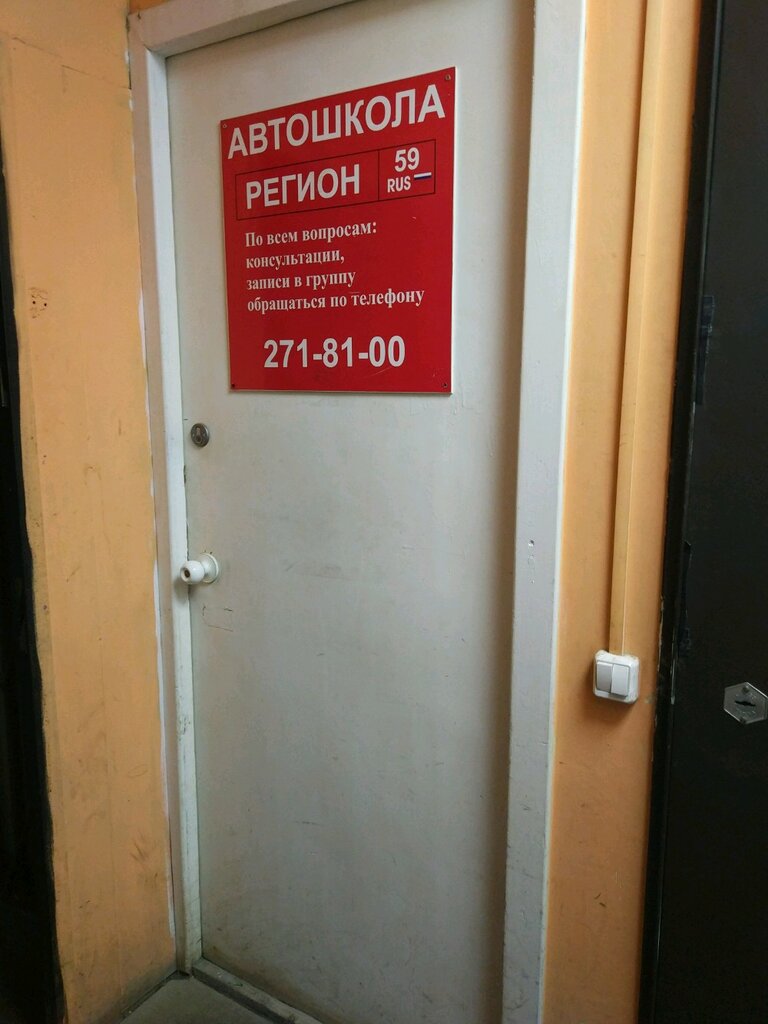 АВТОШКОЛА
РЕГИОН 59
RUS
По всем вопросам:
консультации,
записи в группу
обращаться по телефону
271-81-00